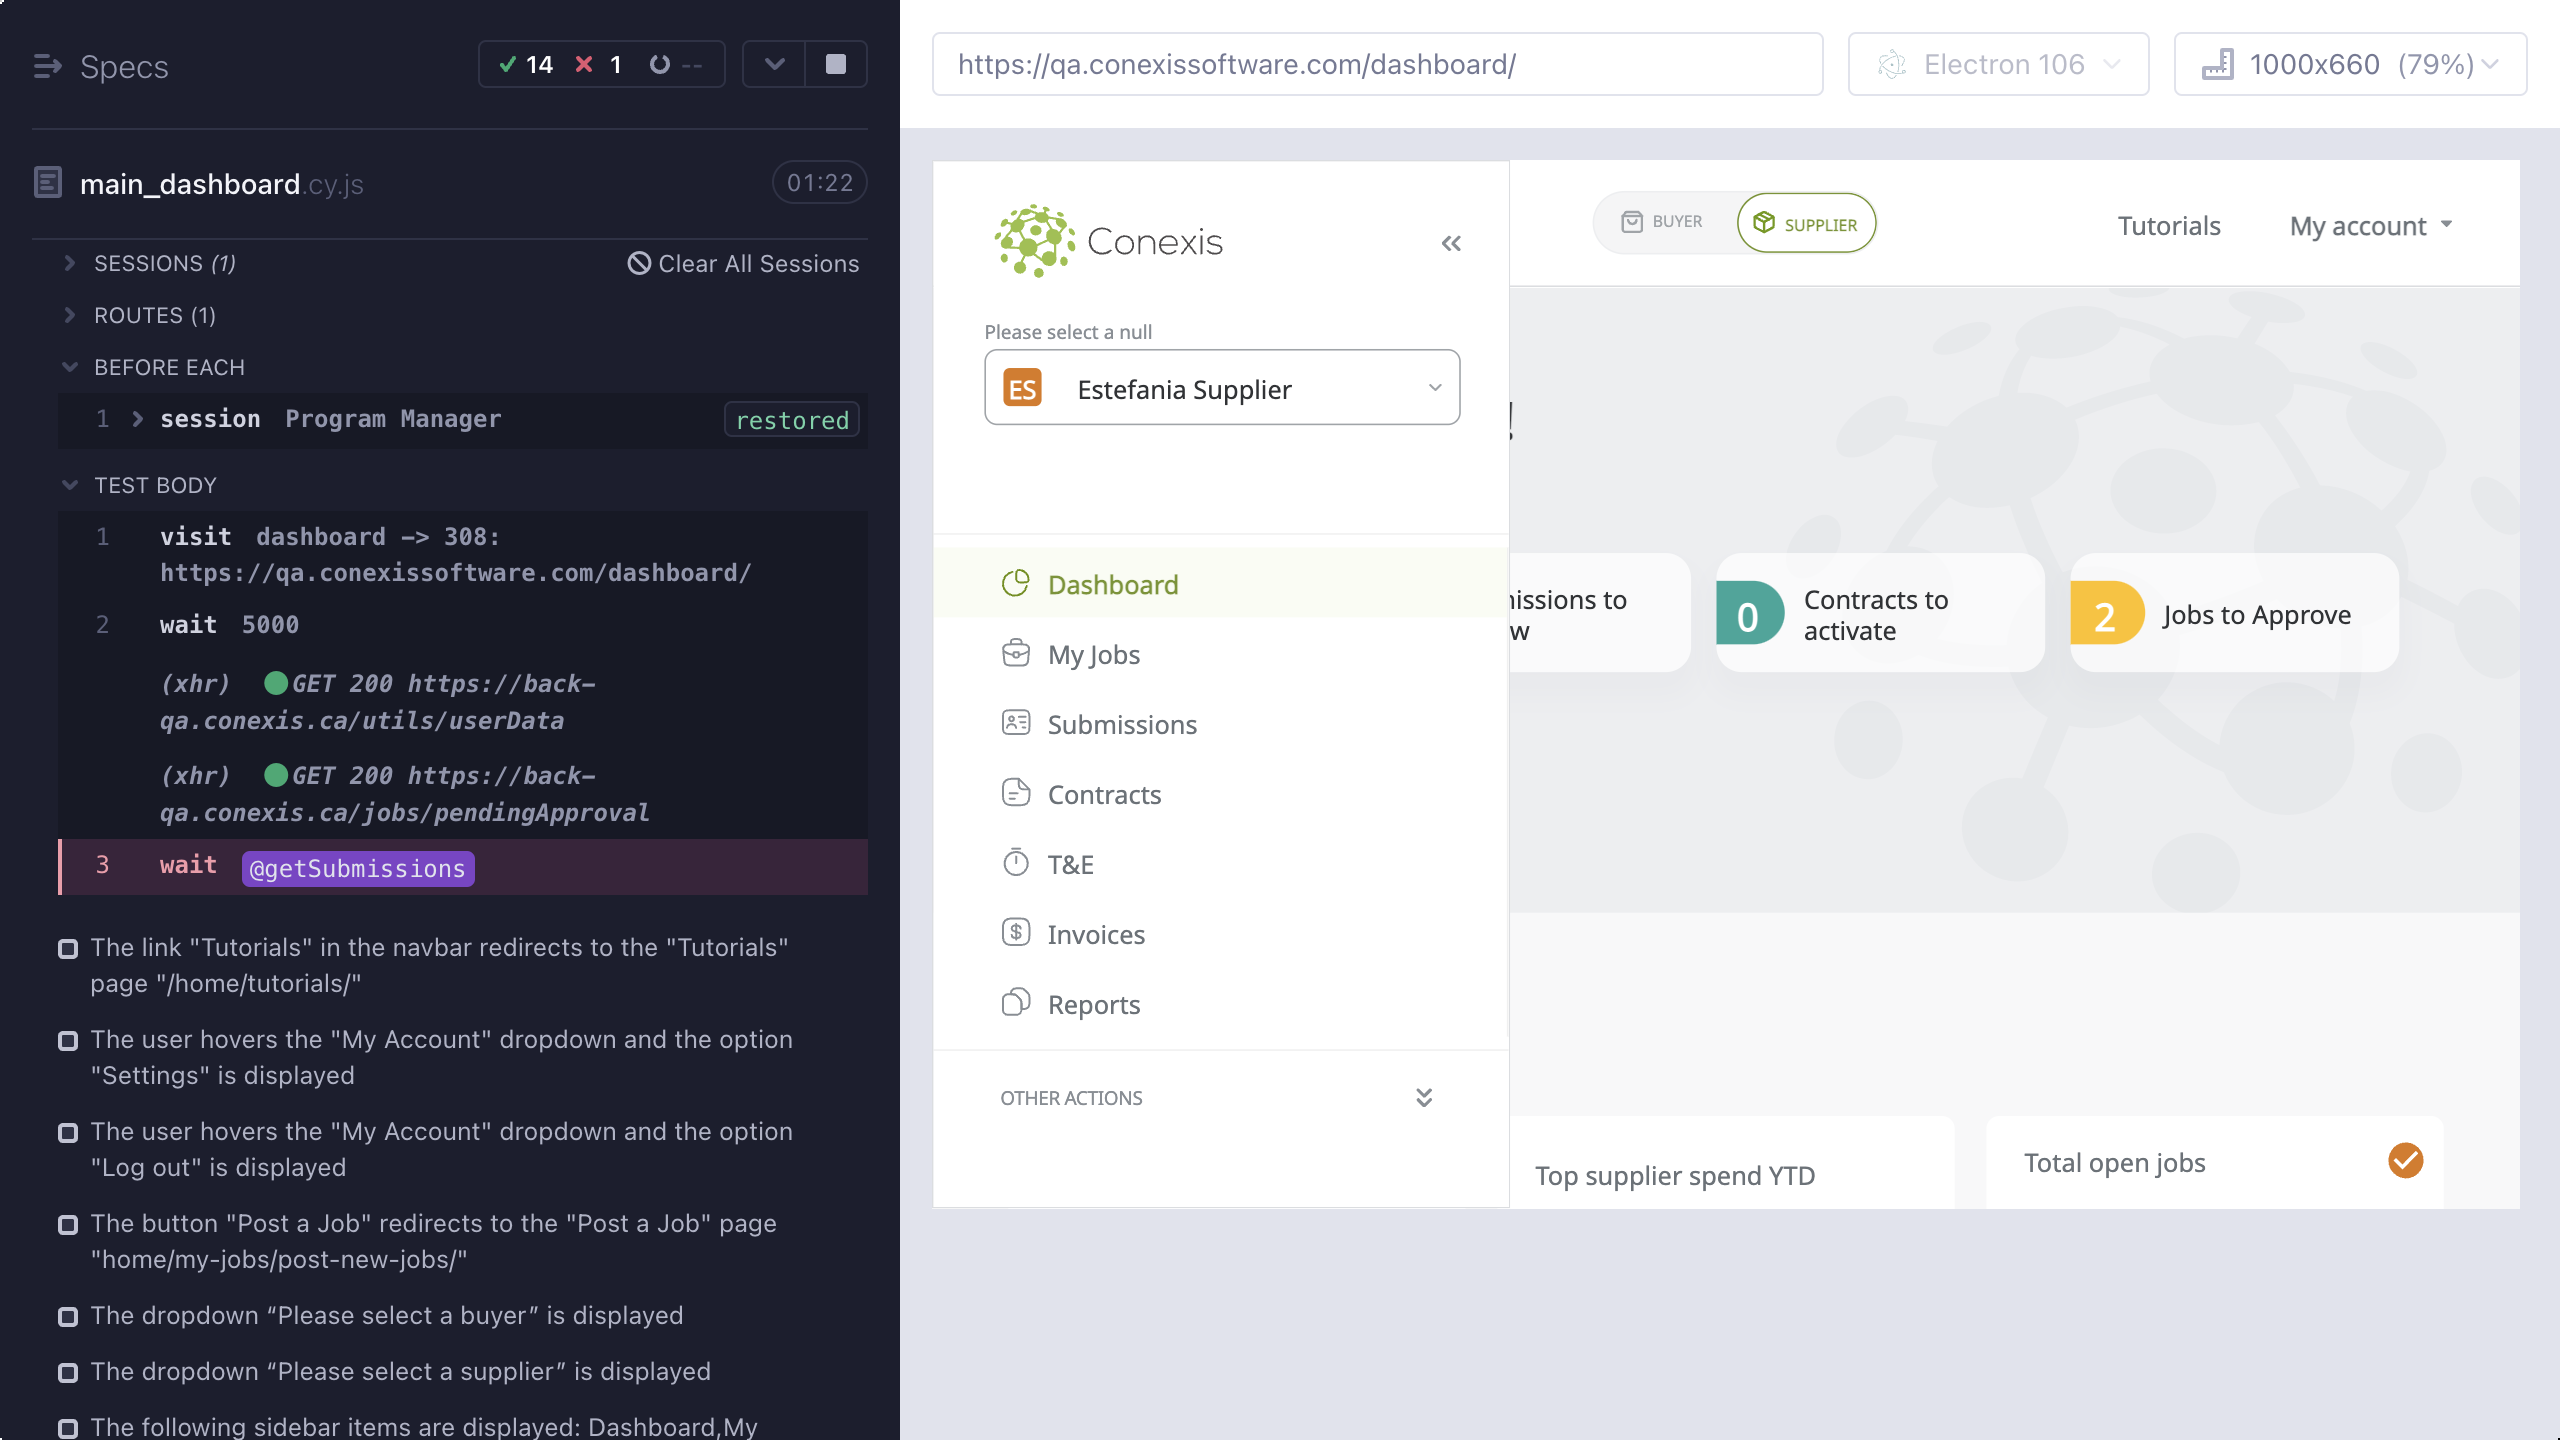 Specs
14
1
--
main_dashboard.cy.js
01:22
SESSIONS (1)
Clear All Sessions
ROUTES (1)
BEFORE EACH
1 session Program Manager restored
TEST BODY
1 visit dashboard -> 308:
https://qa.conexissoftware.com/dashboard/
2 wait 5000
(xhr) GET 200 https://back-
qa.conexis.ca/utils/userData
(xhr) GET 200 https://back-
qa.conexis.ca/jobs/pendingApproval
3 wait @getSubmissions
The link "Tutorials" in the navbar redirects to the "Tutorials"
page "/home/tutorials/"
The user hovers the "My Account" dropdown and the option
"Settings" is displayed
The user hovers the "My Account" dropdown and the option
"Log out" is displayed
The button "Post a Job" redirects to the "Post a Job" page
"home/my-jobs/post-new-jobs/"
The dropdown “Please select a buyer” is displayed
The dropdown “Please select a supplier” is displayed
The following sidebar items are displayed: Dashboard,My
https://qa.conexissoftware.com/dashboard/
Electron 106
1000x660 (79%)
Conexis
BUYER
SUPPLIER
Tutorials
My account
Please select a null
ES Estefania Supplier
Dashboard
My Jobs
Submissions
Contracts
T&E
Invoices
Reports
OTHER ACTIONS
!
issions to
w
0
Contracts to
activate
2
Jobs to Approve
Top supplier spend YTD
Total open jobs